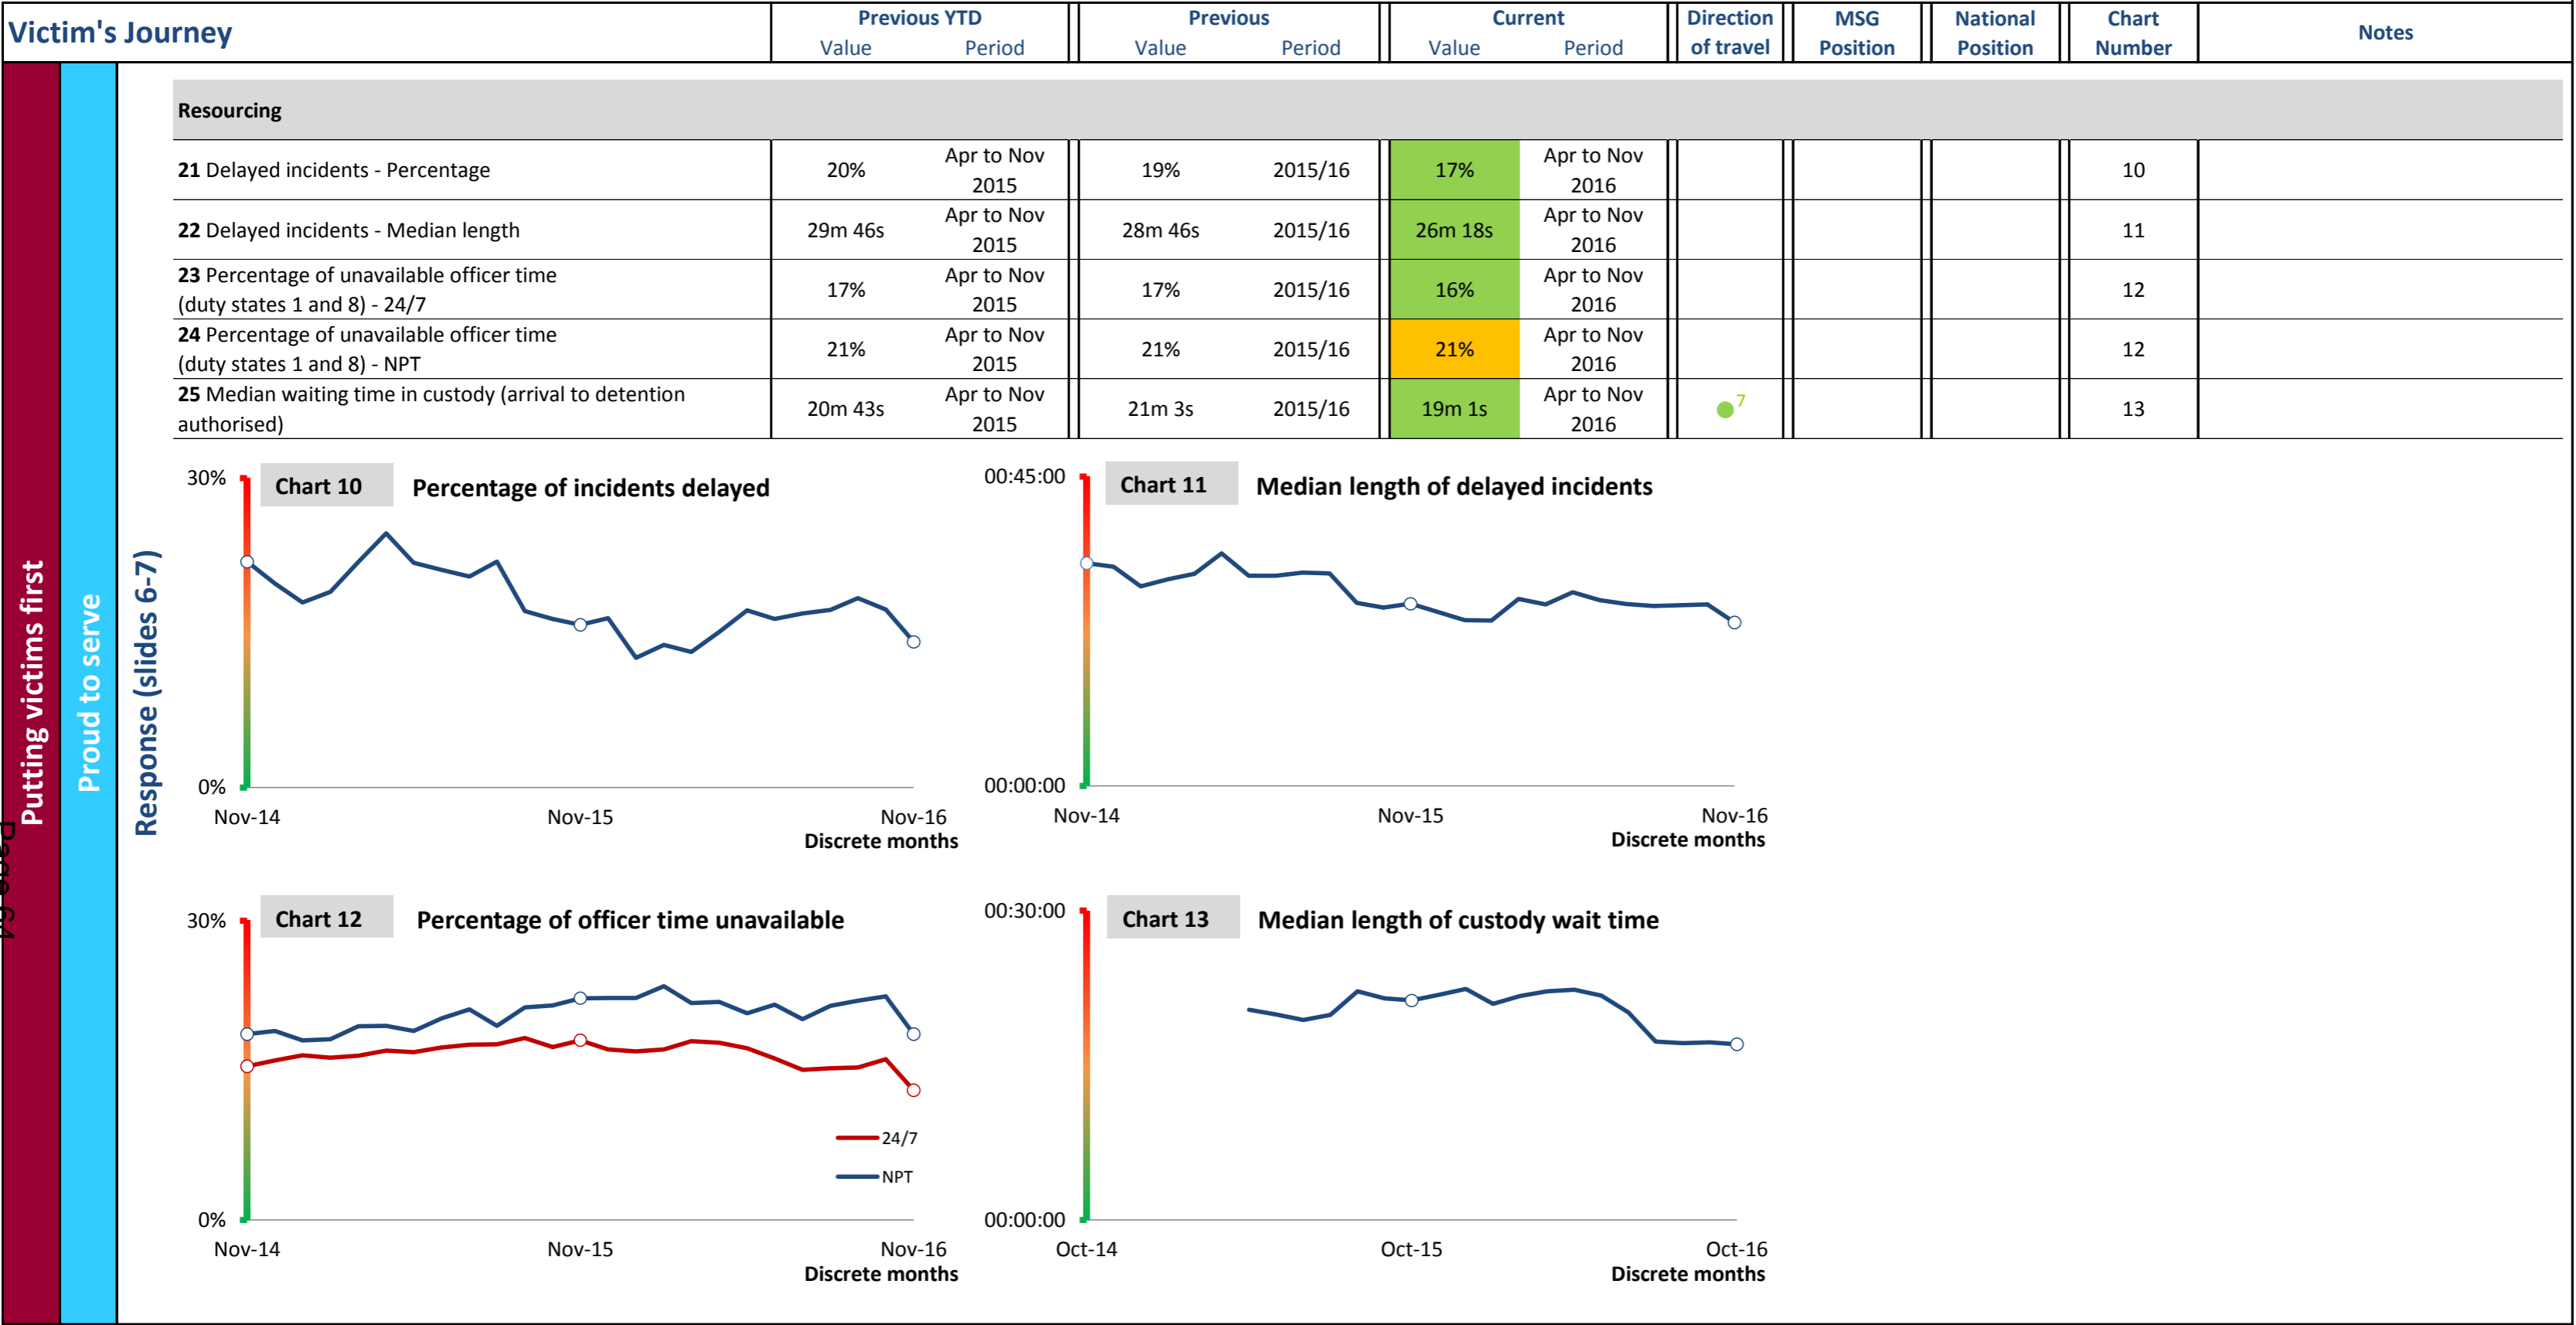 Victim's Journey
Previous YTD
Value Period
Previous
Value Period
Current
Value Period
Direction
of travel
MSG
Position
National
Position
Chart
Number
Notes
Putting victims first
Proud to serve
Response (slides 6-7)
Page 64
Resourcing
21 Delayed incidents - Percentage 20% Apr to Nov 2015 19% 2015/16 17% Apr to Nov 2016 10
22 Delayed incidents - Median length 29m 46s Apr to Nov 2015 28m 46s 2015/16 26m 18s Apr to Nov 2016 11
23 Percentage of unavailable officer time
(duty states 1 and 8) - 24/7 17% Apr to Nov 2015 17% 2015/16 16% Apr to Nov 2016 12
24 Percentage of unavailable officer time
(duty states 1 and 8) - NPT 21% Apr to Nov 2015 21% 2015/16 21% Apr to Nov 2016 12
25 Median waiting time in custody (arrival to detention
authorised) 20m 43s Apr to Nov 2015 21m 3s 2015/16 19m 1s Apr to Nov 2016 7 13
Chart 10 Percentage of incidents delayed
30%
0%
Nov-14 Nov-15 Nov-16
Discrete months
Chart 11 Median length of delayed incidents
00:45:00
00:00:00
Nov-14 Nov-15 Nov-16
Discrete months
Chart 12 Percentage of officer time unavailable
30%
24/7
NPT
0%
Nov-14 Nov-15 Nov-16
Discrete months
Chart 13 Median length of custody wait time
00:30:00
00:00:00
Oct-14 Oct-15 Oct-16
Discrete months